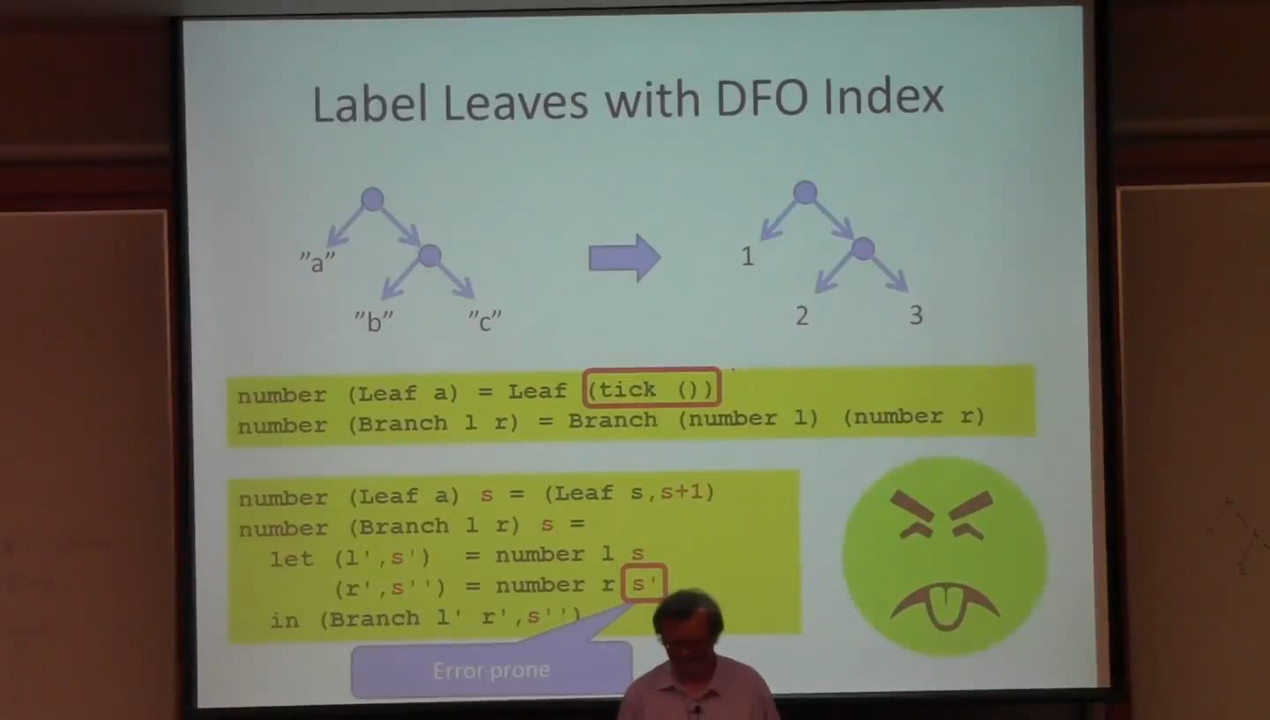 Label Leaves with DFO Index
”a”
”b” ”c”
1
2 3
number (Leaf a) = Leaf (tick ())
number (Branch l r) = Branch (number l) (number r)
number (Leaf a) s = (Leaf s,s+1)
number (Branch l r) s =
let (l',s') = number l s
(r',s'') = number r s'
in (Branch l' r',s'')
Error prone